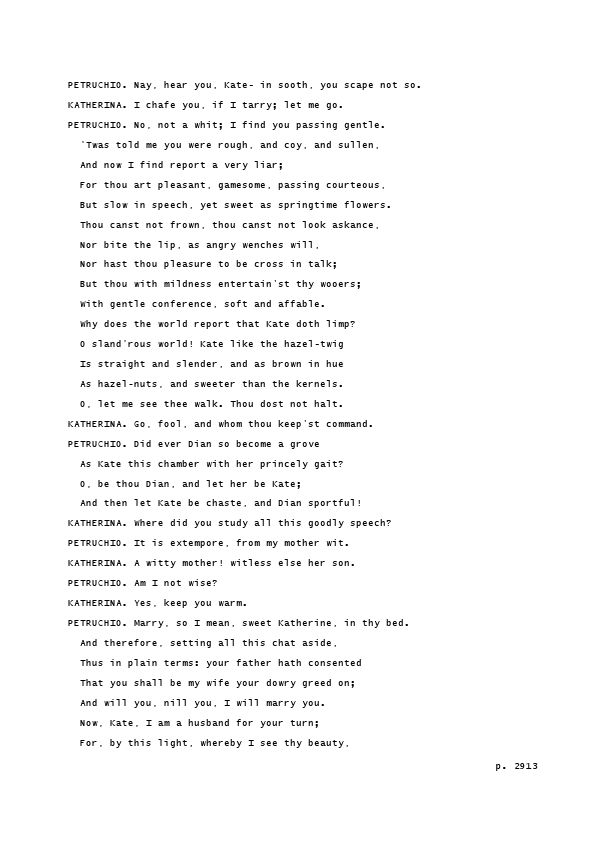 PETRUCHIO. Nay, hear you, Kate- in sooth, you scape not so.
KATHERINA. I chafe you, if I tarry; let me go.
PETRUCHIO. No, not a whit; I find you passing gentle.
'Twas told me you were rough, and coy, and sullen,
And now I find report a very liar;
For thou art pleasant, gamesome, passing courteous,
But slow in speech, yet sweet as springtime flowers.
Thou canst not frown, thou canst not look askance,
Nor bite the lip, as angry wenches will,
Nor hast thou pleasure to be cross in talk;
But thou with mildness entertain'st thy wooers;
With gentle conference, soft and affable.
Why does the world report that Kate doth limp?
O sland'rous world! Kate like the hazel-twig
Is straight and slender, and as brown in hue
As hazel-nuts, and sweeter than the kernels.
O, let me see thee walk. Thou dost not halt.
KATHERINA. Go, fool, and whom thou keep'st command.
PETRUCHIO. Did ever Dian so become a grove
As Kate this chamber with her princely gait?
O, be thou Dian, and let her be Kate;
And then let Kate be chaste, and Dian sportful!
KATHERINA. Where did you study all this goodly speech?
PETRUCHIO. It is extempore, from my mother wit.
KATHERINA. A witty mother! witless else her son.
PETRUCHIO. Am I not wise?
KATHERINA. Yes, keep you warm.
PETRUCHIO. Marry, so I mean, sweet Katherine, in thy bed.
And therefore, setting all this chat aside,
Thus in plain terms: your father hath consented
That you shall be my wife your dowry greed on;
And will you, nill you, I will marry you.
Now, Kate, I am a husband for your turn;
For, by this light, whereby I see thy beauty,
p. 2913